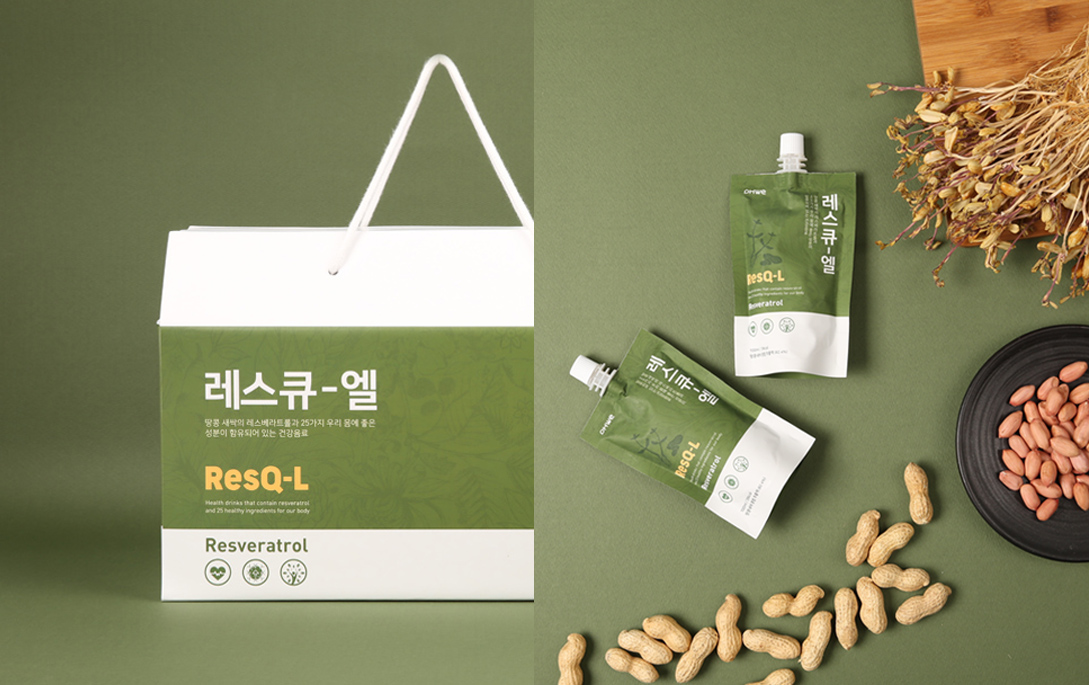 레스큐-엘
땅콩 새싹의 레스베라트롤과 25가지 우리 몸에 좋은
성분이 함유되어 있는 건강음료
ResQ-L
Health drinks that contain resveratrol
and 25 healthy ingredients for our body
Resveratrol
OHWE
레스큐-엘
ResQ-L
Resveratrol
레스큐-엘
OHWE
ResQ-L
Resveratrol